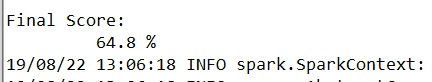 Final Score:
64.8 %
19/08/22 13:06:18 INFO spark.SparkContext: